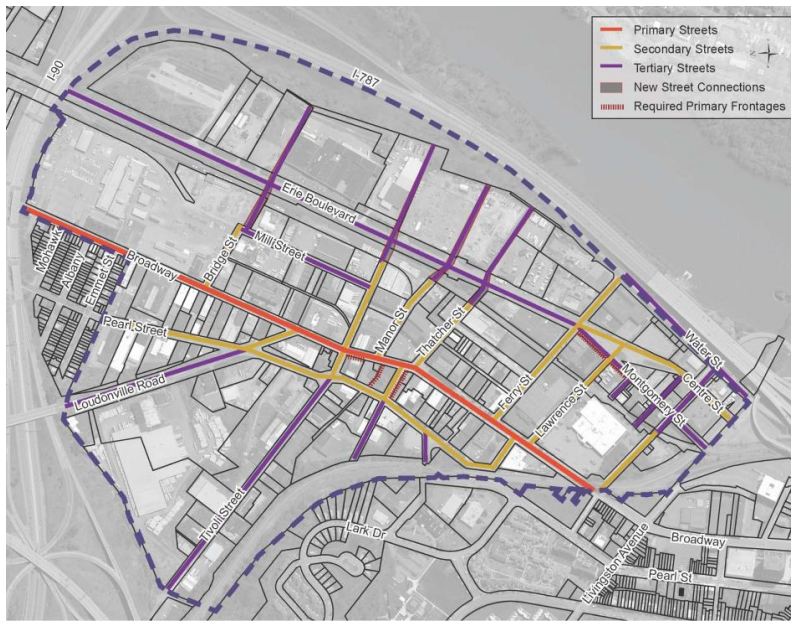 Primary Streets
Secondary Streets
Tertiary Streets
New Street Connections
Required Primary Frontages
N
I-90
I-787
Erie Boulevard
Mohawk
Albany
Emmet St
Broadway
Bridge St
Mill Street
Pearl Street
Manor St
Thatcher St
Loudonville Road
Ferry St
Lawrence St
Water St
Centre St
Montgomery St
Tivoli Street
Lark Dr
Livingston Avenue
Broadway
Pearl St